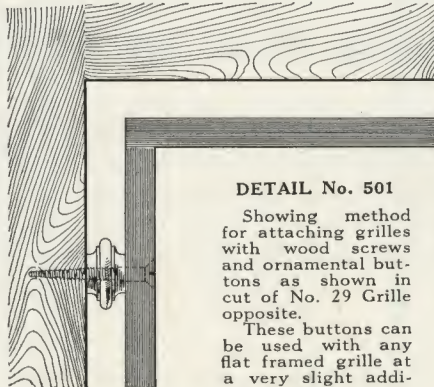 DETAIL No. 501
Showing method
for attaching grilles
with wood screws
and ornamental but-
tons as shown in
cut of No. 29 Grille
opposite.
These buttons can
be used with any
flat framed grille at
a very slight addi-